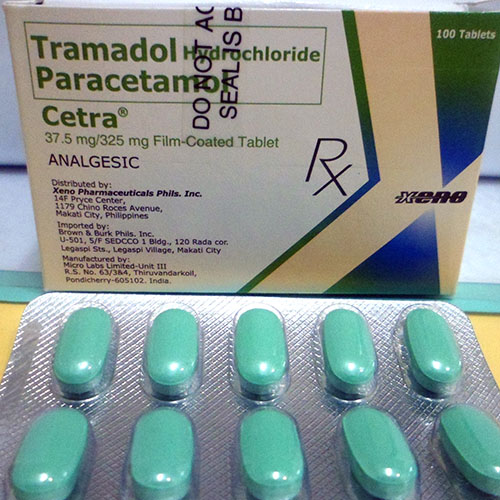 100 Tablets
DO NOT AC
SEAL IS B
Tramadol Hydrochloride
Paracetamol
Cetra®
37.5 mg/325 mg Film-Coated Tablet
ANALGESIC
Rx
xeno
Distributed by:
Xeno Pharmaceuticals Phils. Inc.
14F Pryce Center,
1179 Chino Roces Avenue,
Makati City, Philippines
Imported by:
Brown & Burk Phils. Inc.
U-501, 5/F SEDCCO 1 Bldg., 120 Rada cor.
Legaspi Sts., Legaspi Village, Makati City
Manufactured by:
Micro Labs Limited-Unit III
R.S. No. 63/3&4, Thiruvandarkoil,
Pondicherry-605102. India.